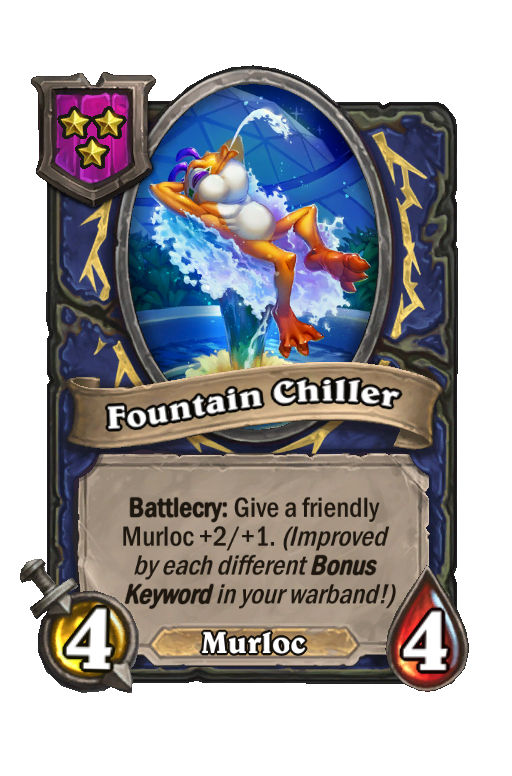 Fountain Chiller
Battlecry: Give a friendly
Murloc +2/+1. (Improved
by each different Bonus
Keyword in your warband!)
Murloc
4
4